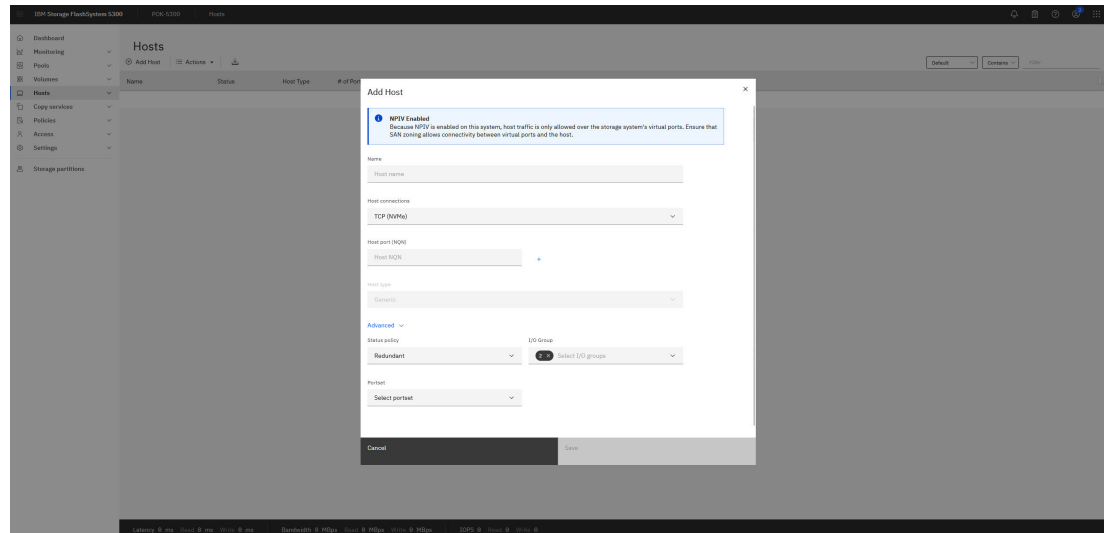 IBM Storage FlashSystem 5300 POK-5300 Hosts
Dashboard
Monitoring
Pools
Volumes
Hosts
Copy services
Policies
Access
Settings
Storage partitions
Hosts
Add Host Actions
Default Contains Filter
Name Status Host Type # of Por
Add Host
NPIV Enabled
Because NPIV is enabled on this system, host traffic is only allowed over the storage system's virtual ports. Ensure that
SAN zoning allows connectivity between virtual ports and the host.
Name
Host name
Host connections
TCP (NVMe)
Host port (NQN)
Host NQN
Host type
Generic
Advanced
Status policy I/O Group
Redundant Select I/O groups
Portset
Select portset
Cancel Save
Latency 0 ms Read 0 ms Write 0 ms Bandwidth 0 MBps Read 0 MBps Write 0 MBps IOPS 0 Read 0 Write 0